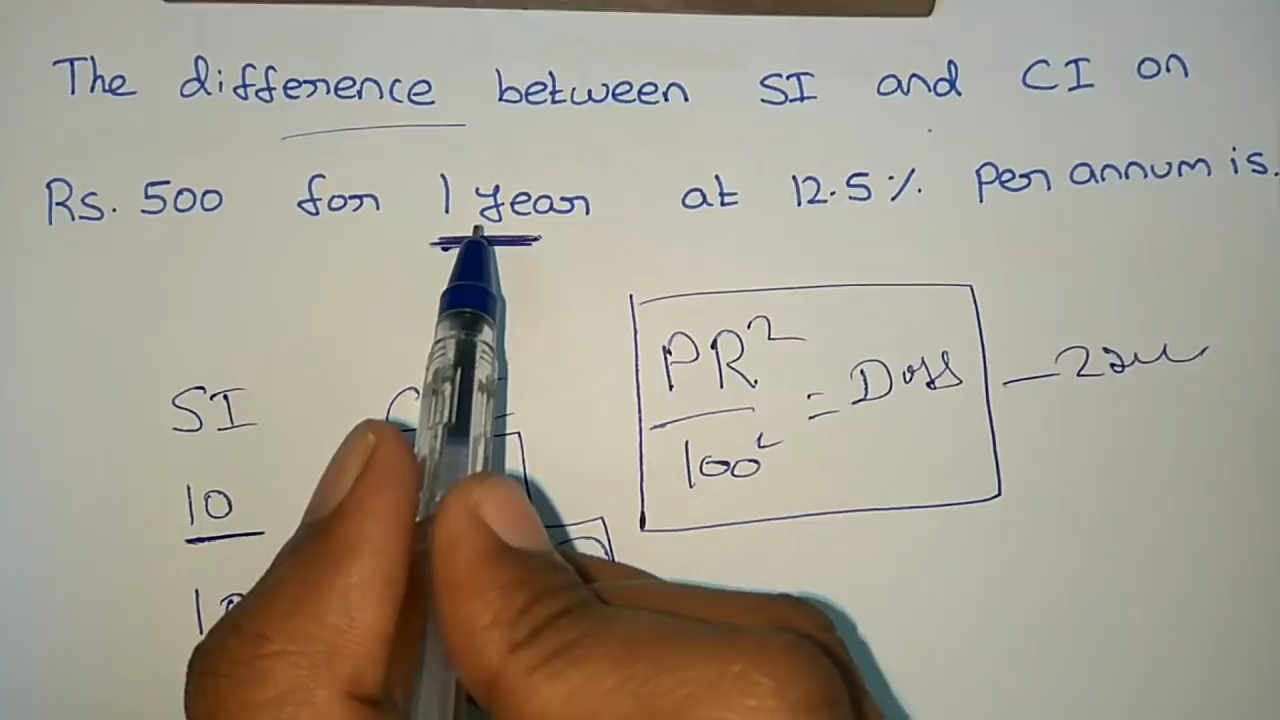 The difference between SI and CI on
Rs. 500 for 1 year at 12.5% per annum is.
PR²
100² = Diff
SI
10